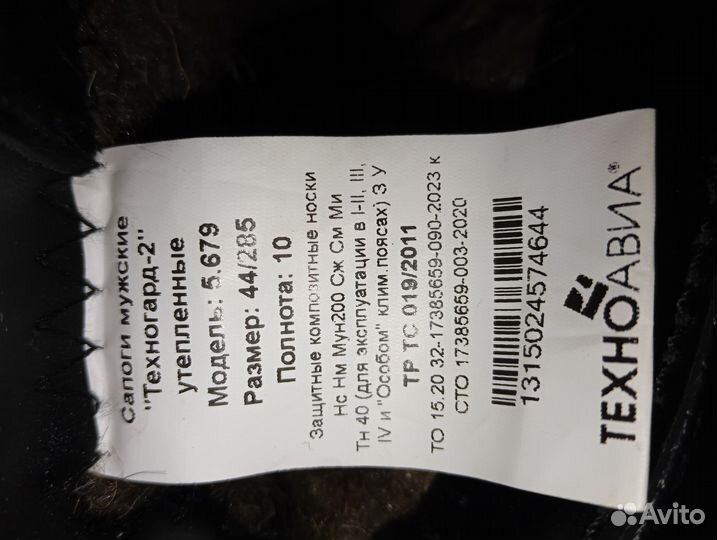 Сапоги мужские
"Техногард-2"
утепленные
Модель: 5.679
Размер: 44/285
Полнота: 10
Защитные композитные носки
Нс Нм Мун200 Сж См Ми
Тн 40 (для эксплуатации в I-II, III,
IV и "Особом" клим.поясах) З У
ТР ТС 019/2011
ТО 15.20 32-17385659-090-2023 к
СТО 17385659-003-2020
1315024574644
ТЕХНОАВИА®
Avito